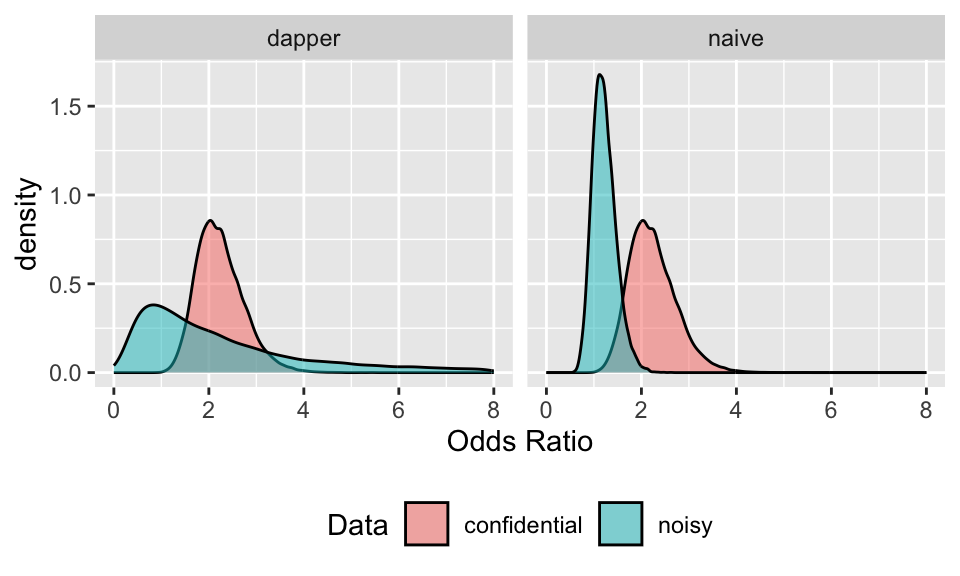 dapper naive
1.5
1.0
0.5
0.0
density
0 2 4 6 8 0 2 4 6 8
Odds Ratio
Data confidential noisy